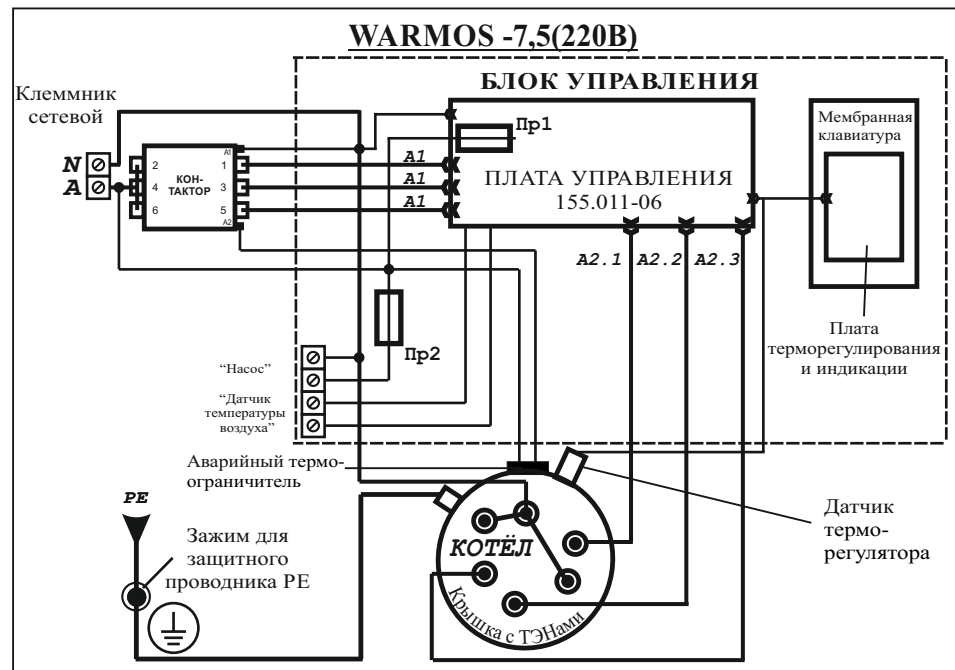 WARMOS -7,5(220В)
БЛОК УПРАВЛЕНИЯ
Клеммник
сетевой
N
A
2
4
6
КОН-
ТАКТОР
A1
1
3
5
A2
A1
A1
A1
Пр1
ПЛАТА УПРАВЛЕНИЯ
155.011-06
Мембранная
клавиатура
A2.1
A2.2
A2.3
Пр2
Плата
терморегулирования
и индикации
“Насос”
“Датчик
температуры
воздуха”
Аварийный термо-
ограничитель
PE
Зажим для
защитного
проводника PE
КОТЁЛ
Крышка с ТЭНами
Датчик
термо-
регулятора